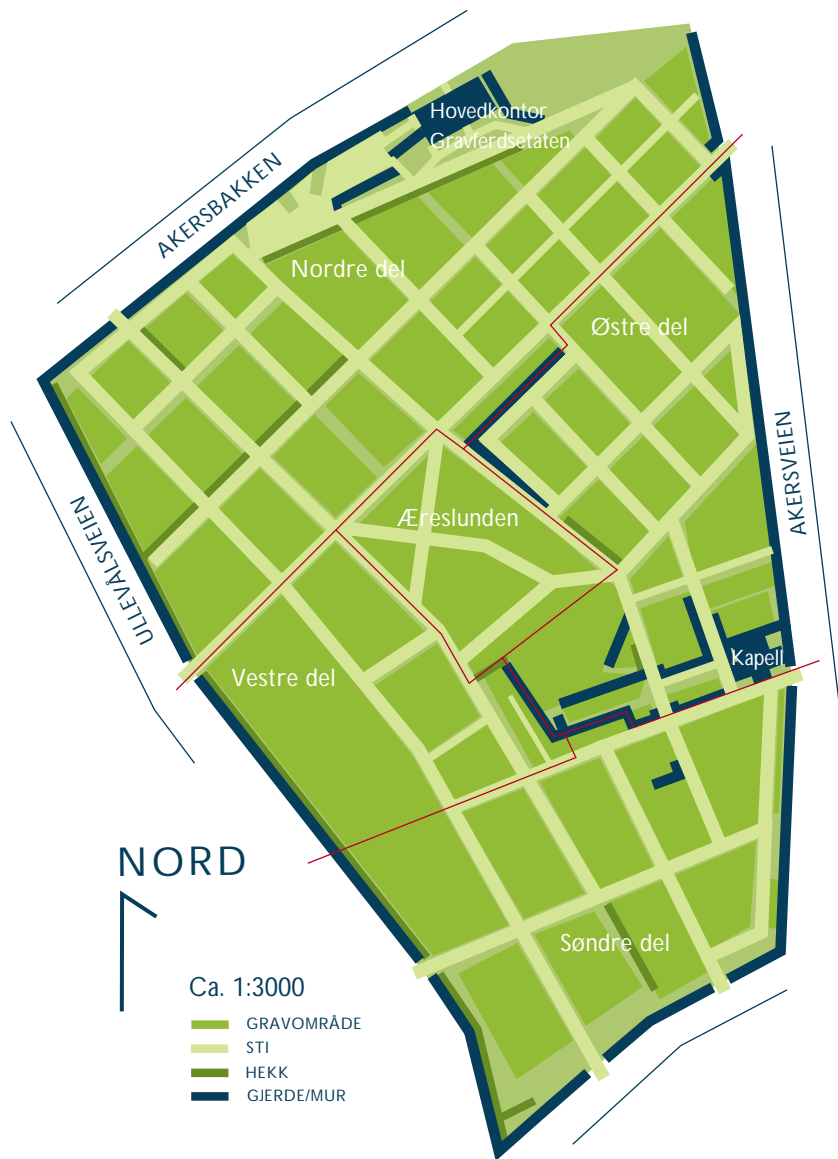 Hovedkontor
Gravferdsetaten
AKERSBAKKEN
Nordre del
Østre del
AKERSVEIEN
Æreslunden
ULLEVÅLSVEIEN
Vestre del
Kapell
NORD
Søndre del
Ca. 1:3000
GRAVOMRÅDE
STI
HEKK
GJERDE/MUR